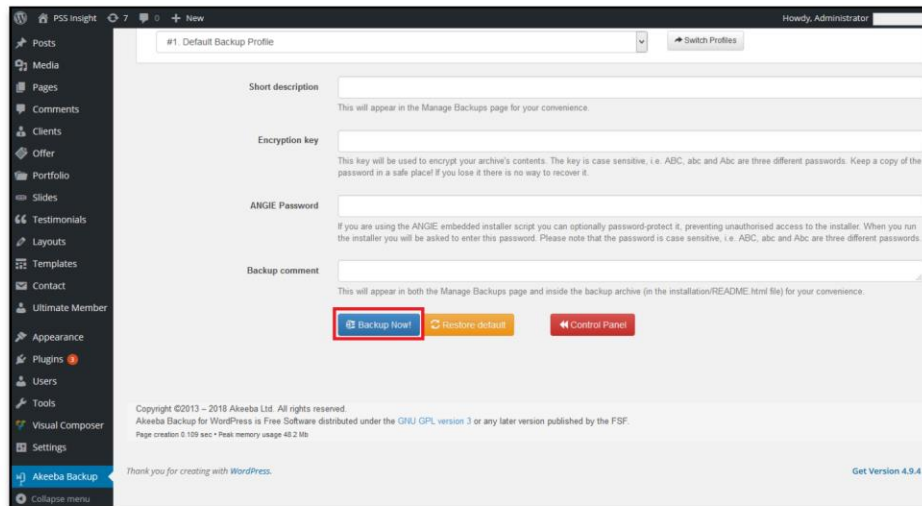 PSS Insight 7 0 + New Howdy, Administrator
Posts
Media
Pages
Comments
Clients
Offer
Portfolio
Slides
Testimonials
Layouts
Templates
Contact
Ultimate Member
Appearance
Plugins 3
Users
Tools
Visual Composer
Settings
Akeeba Backup
Collapse menu
#1. Default Backup Profile
Switch Profiles
Short description
This will appear in the Manage Backups page for your convenience.
Encryption key
This key will be used to encrypt your archive's contents. The key is case sensitive, i.e. ABC, abc and Abc are three different passwords. Keep a copy of the
password in a safe place! If you lose it there is no way to recover it.
ANGIE Password
If you are using the ANGIE embedded installer script you can optionally password-protect it, preventing unauthorised access to the installer. When you run
the installer you will be asked to enter this password. Please note that the password is case sensitive, i.e. ABC, abc and Abc are three different passwords.
Backup comment
This will appear in both the Manage Backups page and inside the backup archive (in the installation/README.html file) for your convenience.
Backup Now! Restore default Control Panel
Copyright ©2013 – 2018 Akeeba Ltd. All rights reserved.
Akeeba Backup for WordPress is Free Software distributed under the GNU GPL version 3 or any later version published by the FSF.
Page creation 0.109 sec • Peak memory usage 48.2 Mb
Thank you for creating with WordPress. Get Version 4.9.4